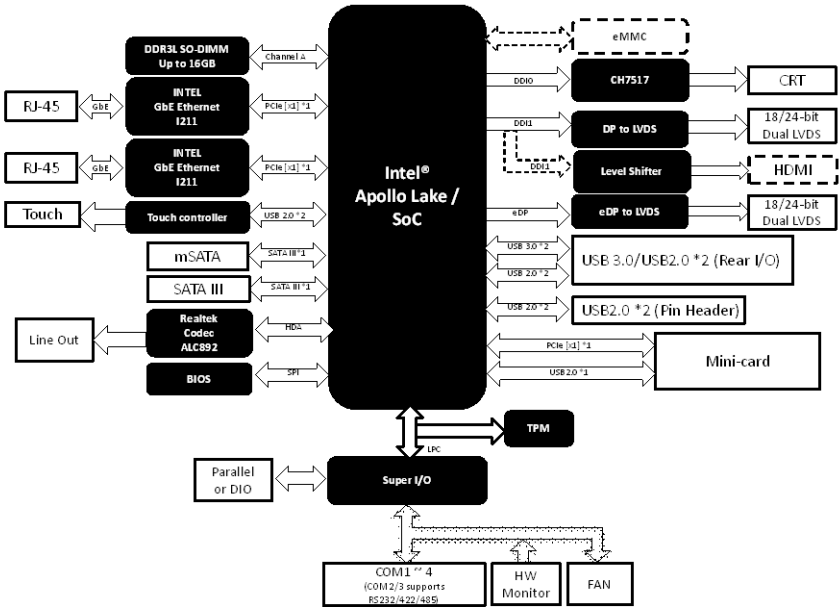 DDR3L SO-DIMM
Up to 16GB
Channel A
RJ-45
GbE
INTEL
GbE Ethernet
I211
PCIe [x1] *1
RJ-45
GbE
INTEL
GbE Ethernet
I211
PCIe [x1] *1
Touch
Touch controller
USB 2.0 *2
mSATA
SATA III*1
SATA III
SATA III *1
Line Out
Realtek
Codec
ALC892
HDA
BIOS
SPI
Intel®
Apollo Lake /
SoC
eMMC
DDI0
CH7517
CRT
DDI1
DP to LVDS
18/24-bit
Dual LVDS
DDI1
Level Shifter
HDMI
eDP
eDP to LVDS
18/24-bit
Dual LVDS
USB 3.0 *2
USB 2.0 *2
USB 3.0/USB2.0 *2 (Rear I/O)
USB 2.0 *2
USB2.0 *2 (Pin Header)
PCIe [x1] *1
USB2.0 *1
Mini-card
LPC
TPM
Parallel
or DIO
Super I/O
COM1 ~ 4
(COM2/3 supports
RS232/422/485)
HW
Monitor
FAN